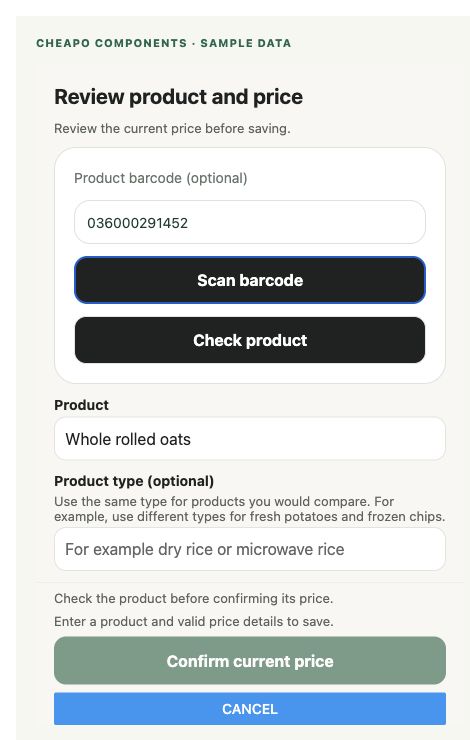 CHEAPO COMPONENTS · SAMPLE DATA
Review product and price
Review the current price before saving.
Product barcode (optional)
036000291452
Scan barcode
Check product
Product
Whole rolled oats
Product type (optional)
Use the same type for products you would compare. For
example, use different types for fresh potatoes and frozen chips.
For example dry rice or microwave rice
Check the product before confirming its price.
Enter a product and valid price details to save.
Confirm current price
CANCEL